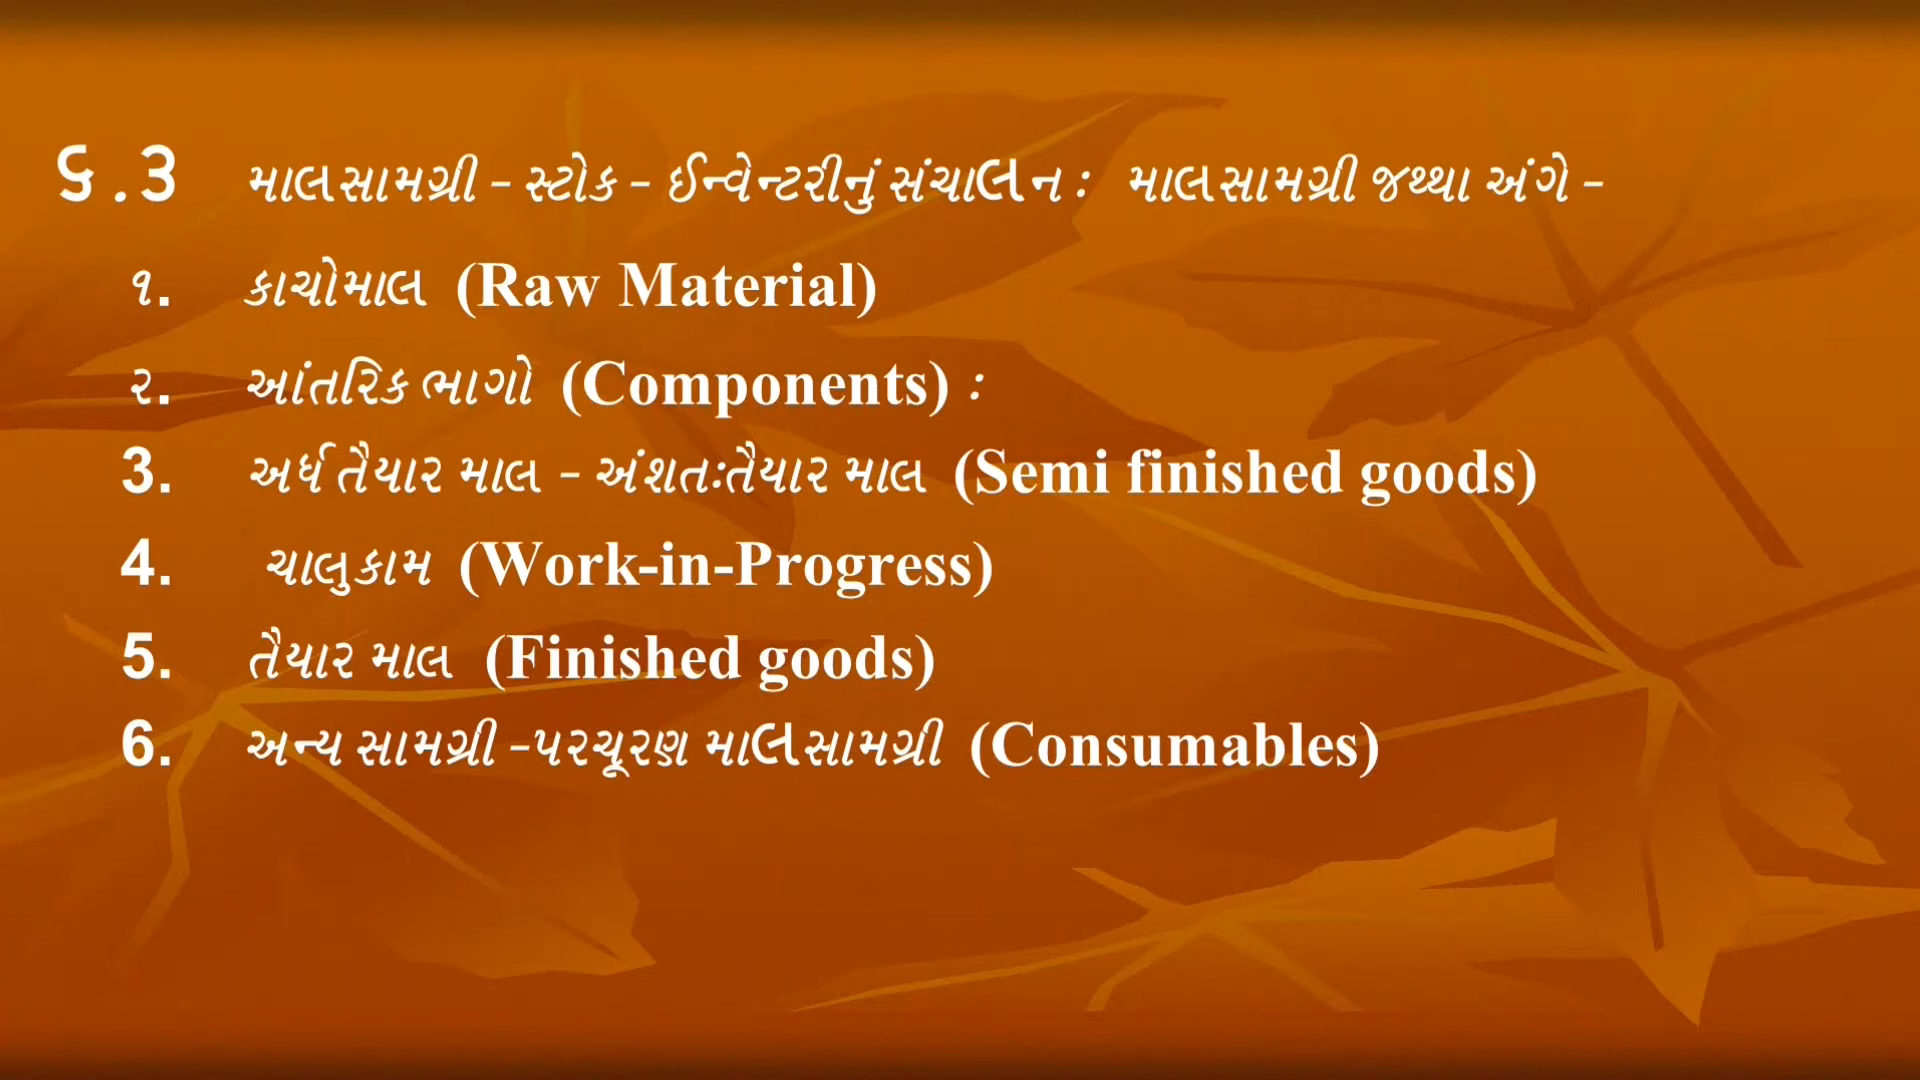 ૬.૩ માલસામગ્રી - સ્ટોક - ઈન્વેન્ટરીનું સંચાલન : માલસામગ્રી જથ્થા અંગે -
૧. કાચોમાલ (Raw Material)
૨. આંતરિક ભાગો (Components) :
3. અર્ધ તૈયાર માલ - અંશતઃતૈયાર માલ (Semi finished goods)
4. ચાલુકામ (Work-in-Progress)
5. તૈયાર માલ (Finished goods)
6. અન્ય સામગ્રી -પરચૂરણ માલસામગ્રી (Consumables)